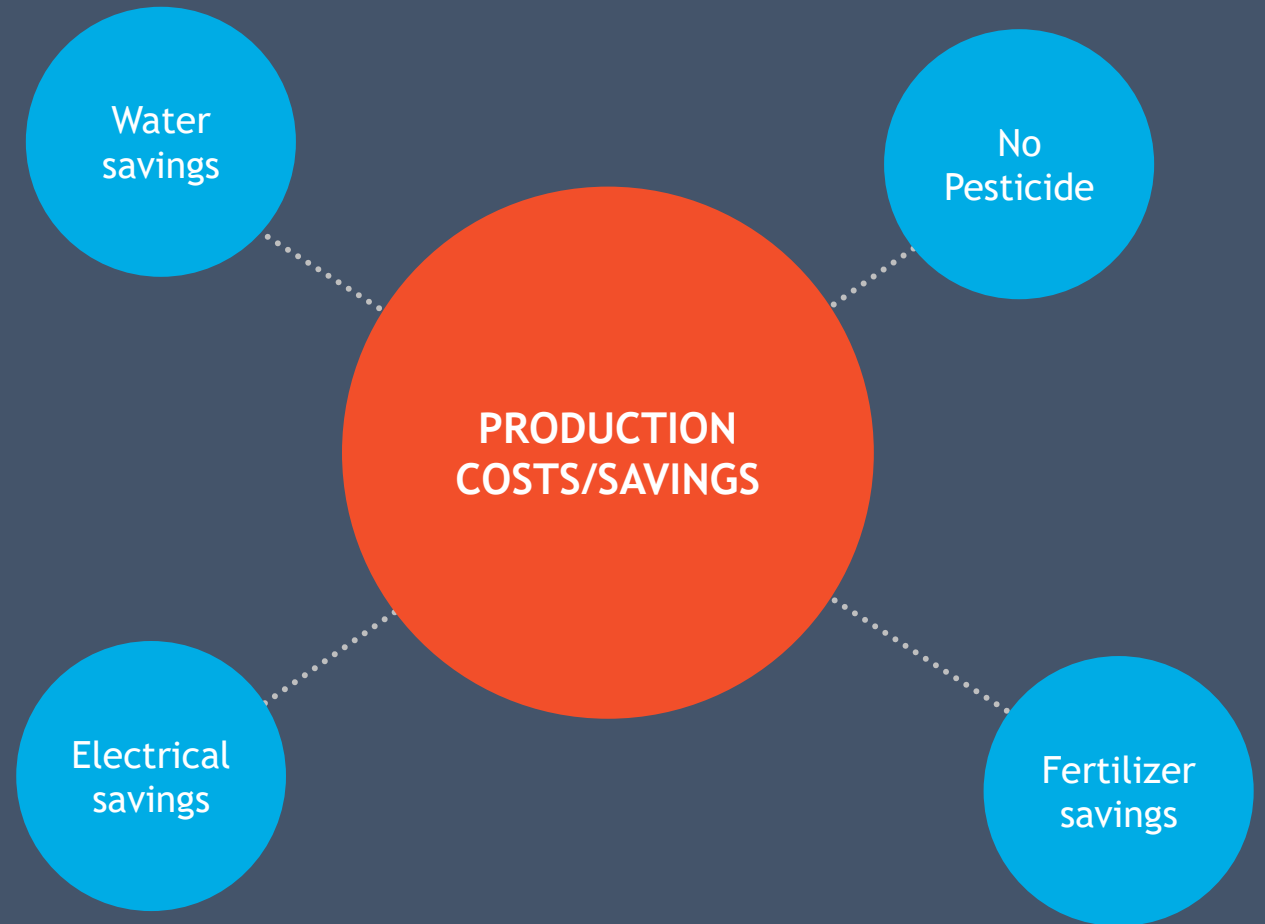 Water
savings
No
Pesticide
PRODUCTION
COSTS/SAVINGS
Electrical
savings
Fertilizer
savings